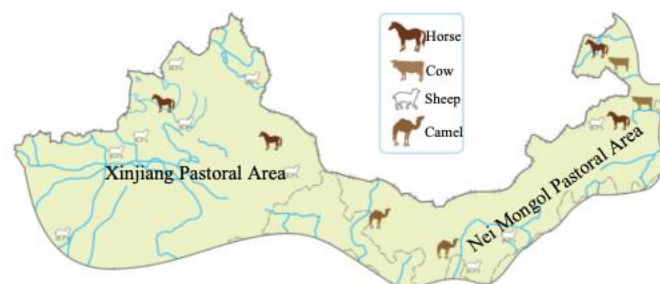 Horse
Cow
Sheep
Camel
Xinjiang Pastoral Area
Nei Mongol Pastoral Area